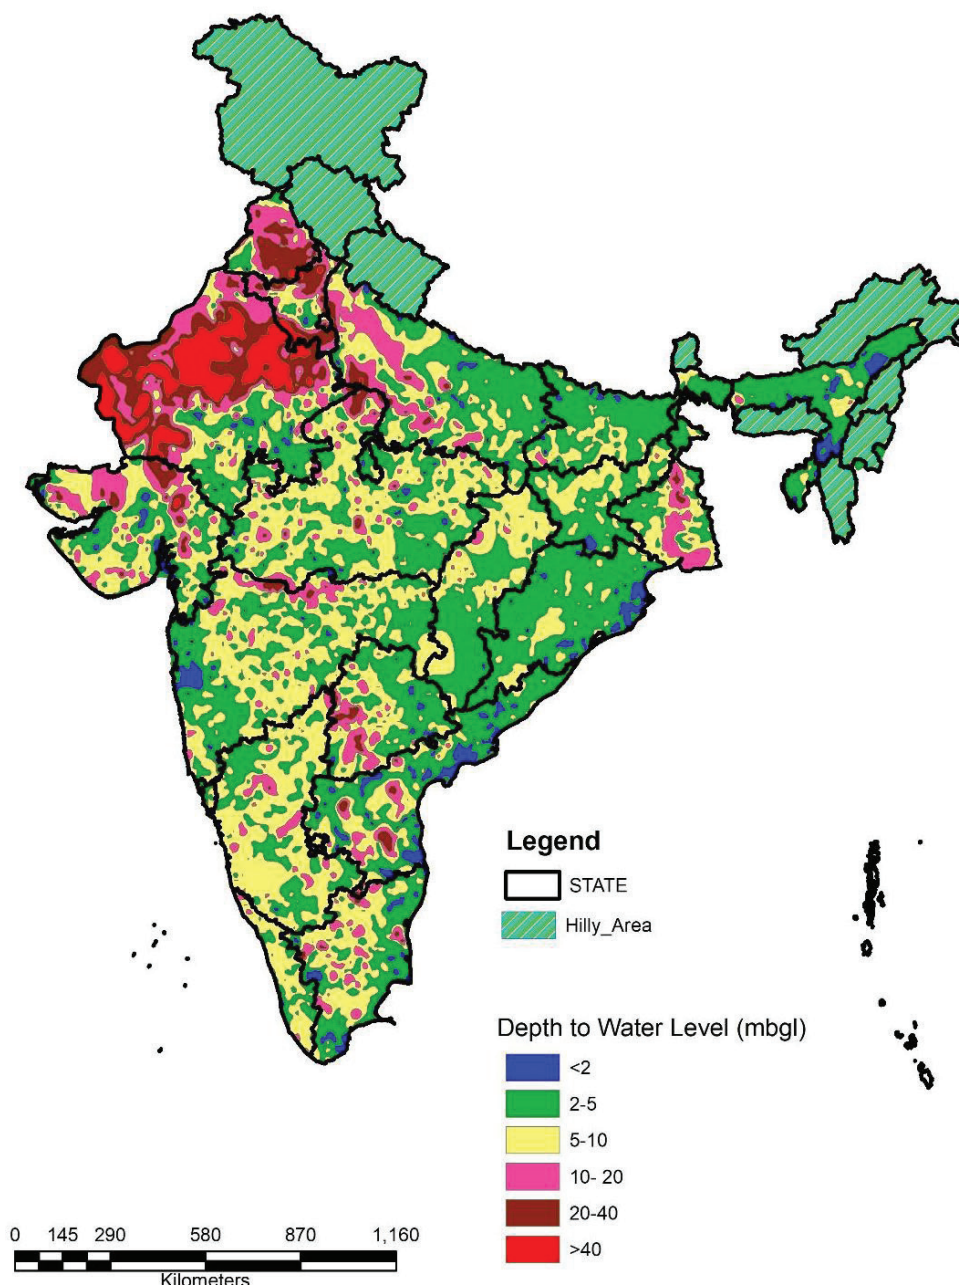 Legend
STATE
Hilly_Area
Depth to Water Level (mbgl)
<2
2-5
5-10
10- 20
20-40
>40
0 145 290 580 870 1,160
Kilometers